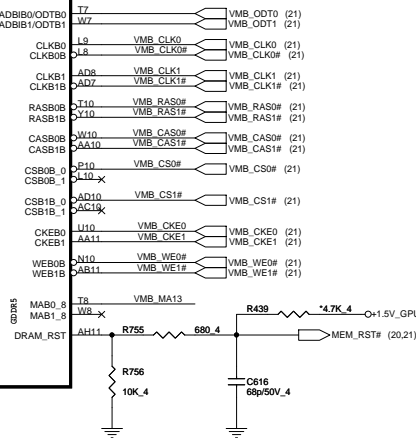 ADBIB0/ODTB0 T7 VMB_ODT0 (21)
ADBIB1/ODTB1 W7 VMB_ODT1 (21)
CLKB0 L9 VMB_CLK0 VMB_CLK0 (21)
CLKB0B L8 VMB_CLK0# VMB_CLK0# (21)
CLKB1 AD8 VMB_CLK1 VMB_CLK1 (21)
CLKB1B AD7 VMB_CLK1# VMB_CLK1# (21)
RASB0B T10 VMB_RAS0# VMB_RAS0# (21)
RASB1B Y10 VMB_RAS1# VMB_RAS1# (21)
CASB0B W10 VMB_CAS0# VMB_CAS0# (21)
CASB1B AA10 VMB_CAS1# VMB_CAS1# (21)
CSB0B_0 P10 VMB_CS0# VMB_CS0# (21)
CSB0B_1 L10
CSB1B_0 AD10 VMB_CS1# VMB_CS1# (21)
CSB1B_1 AC10
CKEB0 U10 VMB_CKE0 VMB_CKE0 (21)
CKEB1 AA11 VMB_CKE1 VMB_CKE1 (21)
WEB0B N10 VMB_WE0# VMB_WE0# (21)
WEB1B AB11 VMB_WE1# VMB_WE1# (21)
GDDR5
MAB0_8 T8 VMB_MA13
MAB1_8 W8
R439 *4.7K_4 +1.5V_GPU
DRAM_RST AH11 R755 680_4 MEM_RST# (20,21)
R756
10K_4
C616
68p/50V_4